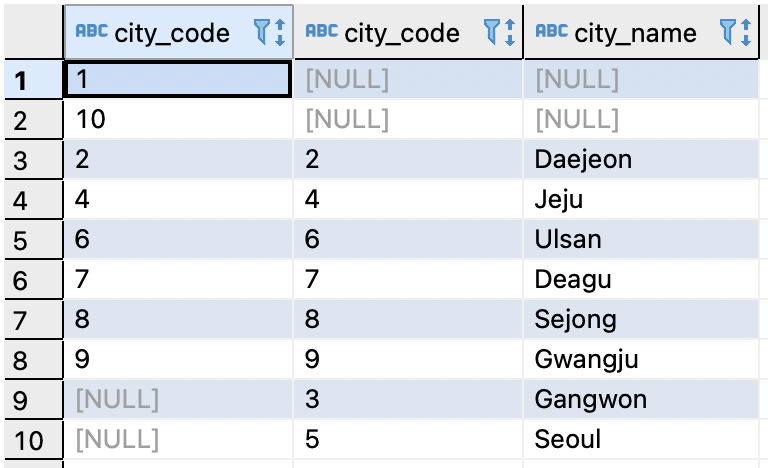 ABC city_code ABC city_code ABC city_name
1 1 [NULL] [NULL]
2 10 [NULL] [NULL]
3 2 2 Daejeon
4 4 4 Jeju
5 6 6 Ulsan
6 7 7 Deagu
7 8 8 Sejong
8 9 9 Gwangju
9 [NULL] 3 Gangwon
10 [NULL] 5 Seoul